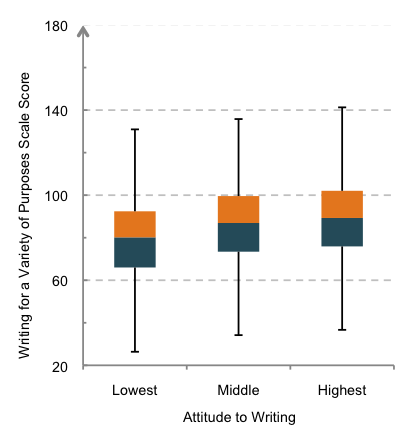 180
140
100
60
20
Writing for a Variety of Purposes Scale Score
Lowest Middle Highest
Attitude to Writing